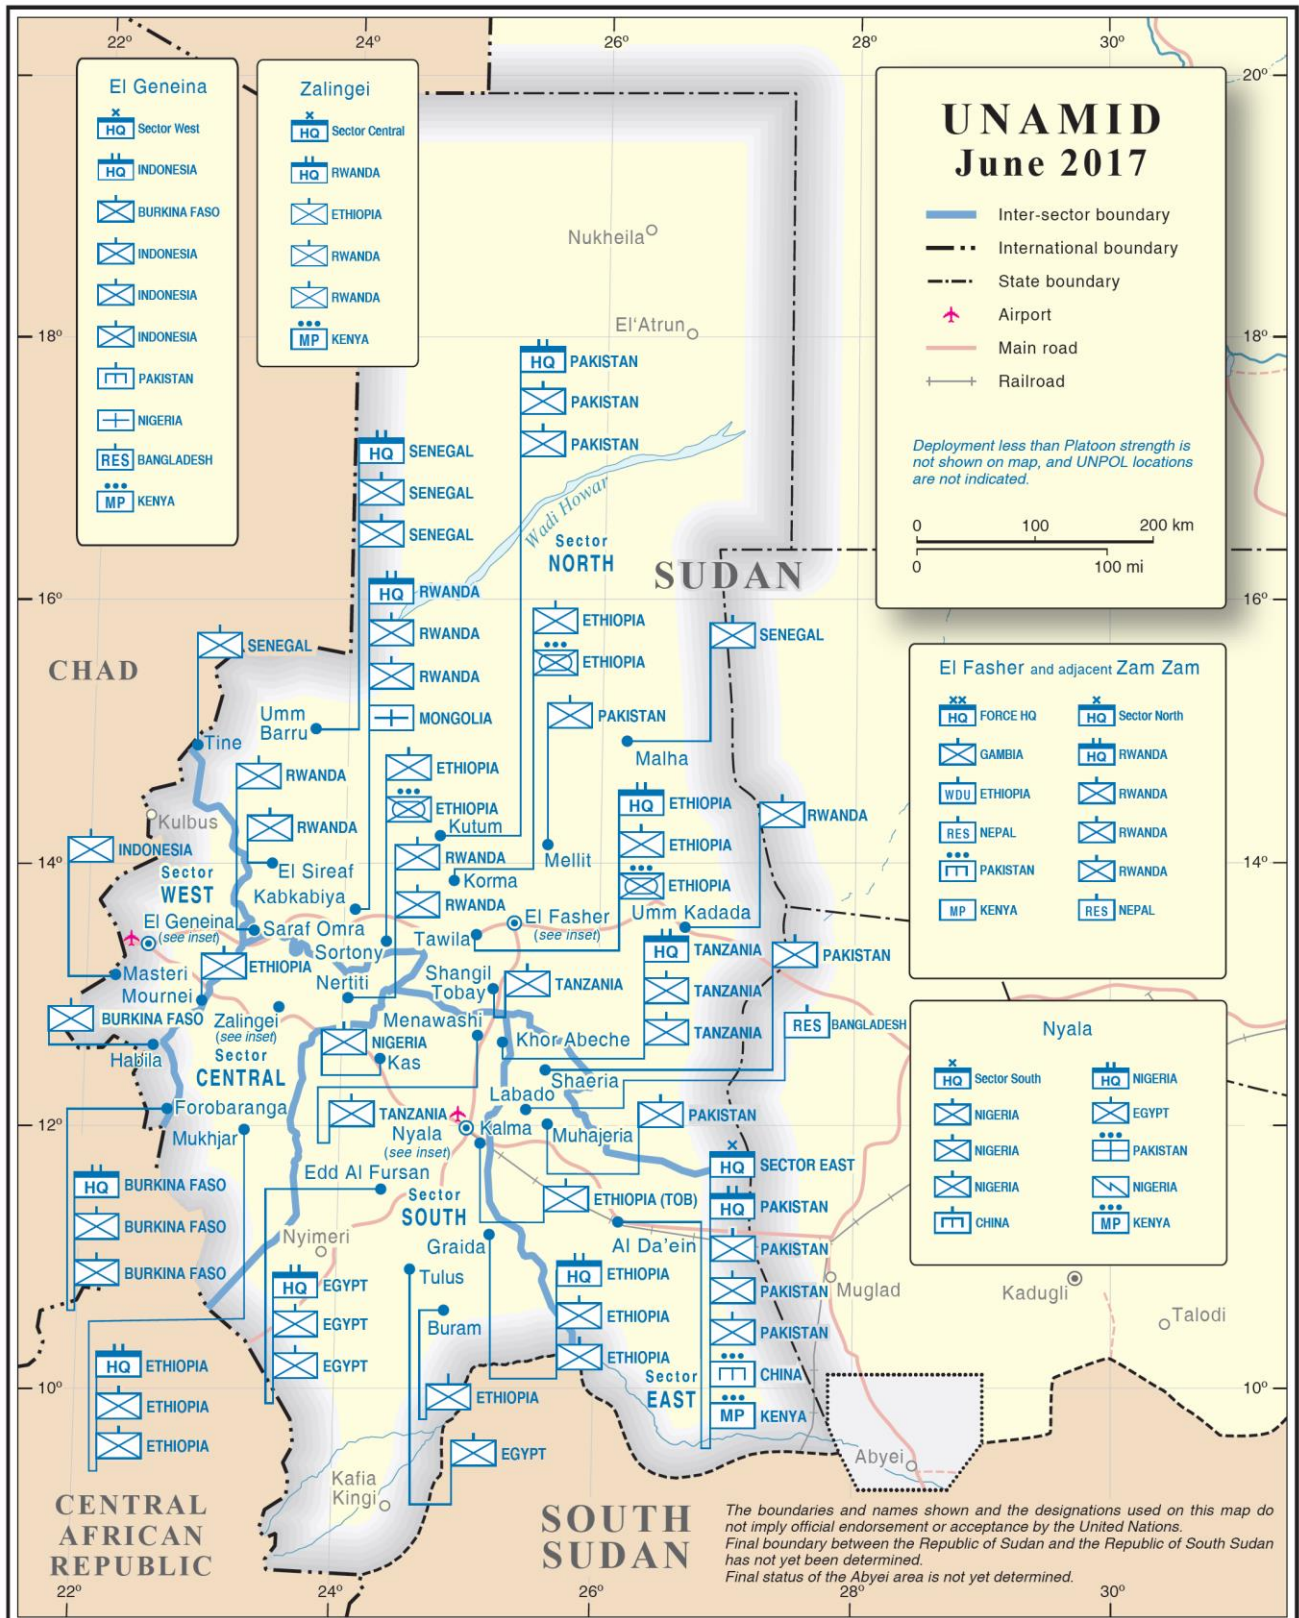 22°
24°
26°
28°
30°
El Geneina
HQ Sector West
HQ INDONESIA
BURKINA FASO
INDONESIA
INDONESIA
INDONESIA
PAKISTAN
NIGERIA
RES BANGLADESH
MP KENYA
Zalingei
HQ Sector Central
HQ RWANDA
ETHIOPIA
RWANDA
RWANDA
MP KENYA
UNAMID
June 2017
Inter-sector boundary
International boundary
State boundary
Airport
Main road
Railroad
Deployment less than Platoon strength is
not shown on map, and UNPOL locations
are not indicated.
0 100 200 km
0 100 mi
20°
18°
18°
16°
16°
14°
14°
12°
10°
10°
Nukheila
El'Atrun
HQ PAKISTAN
PAKISTAN
PAKISTAN
HQ SENEGAL
SENEGAL
SENEGAL
Wadi Howar
Sector
NORTH
SUDAN
HQ RWANDA
RWANDA
RWANDA
MONGOLIA
ETHIOPIA
ETHIOPIA
PAKISTAN
SENEGAL
SENEGAL
CHAD
Umm
Barru
Tine
Malha
RWANDA
ETHIOPIA
ETHIOPIA
Kutum
Kulbus
RWANDA
INDONESIA
El Sireaf
RWANDA
RWANDA
Mellit
Korma
HQ ETHIOPIA
ETHIOPIA
ETHIOPIA
RWANDA
Sector
WEST
Kabkabiya
El Geneina
(see inset)
Saraf Omra
Sortony
Tawila
El Fasher
(see inset)
Umm Kadada
Masteri
ETHIOPIA
Mournei
Nertiti
Shangil
Tobay
TANZANIA
HQ TANZANIA
TANZANIA
TANZANIA
PAKISTAN
BURKINA FASO
Zalingei
(see inset)
Menawashi
RES BANGLADESH
Habila
Sector
CENTRAL
NIGERIA
Kas
Khor Abeche
Shaeria
Labado
Forobaranga
Mukhjar
TANZANIA
Nyala
(see inset)
Kalma
Muhajeria
PAKISTAN
Edd Al Fursan
HQ BURKINA FASO
BURKINA FASO
BURKINA FASO
Sector
SOUTH
ETHIOPIA (TOB)
HQ SECTOR EAST
HQ PAKISTAN
PAKISTAN
PAKISTAN
PAKISTAN
CHINA
MP KENYA
Nyimeri
Graida
Al Da'ein
Tulus
Buram
HQ EGYPT
EGYPT
EGYPT
HQ ETHIOPIA
ETHIOPIA
ETHIOPIA
Sector
EAST
HQ ETHIOPIA
ETHIOPIA
ETHIOPIA
ETHIOPIA
EGYPT
Kafia
Kingi
El Fasher and adjacent Zam Zam
HQ FORCE HQ
GAMBIA
WDU ETHIOPIA
RES NEPAL
PAKISTAN
MP KENYA
HQ Sector North
HQ RWANDA
RWANDA
RWANDA
RWANDA
RES NEPAL
Nyala
HQ Sector South
NIGERIA
NIGERIA
NIGERIA
CHINA
HQ NIGERIA
EGYPT
PAKISTAN
NIGERIA
MP KENYA
Muglad
Kadugli
Talodi
Abyei
CENTRAL
AFRICAN
REPUBLIC
SOUTH
SUDAN
The boundaries and names shown and the designations used on this map do
not imply official endorsement or acceptance by the United Nations.
Final boundary between the Republic of Sudan and the Republic of South Sudan
has not yet been determined.
Final status of the Abyei area is not yet determined.
22°
24°
26°
28°
30°